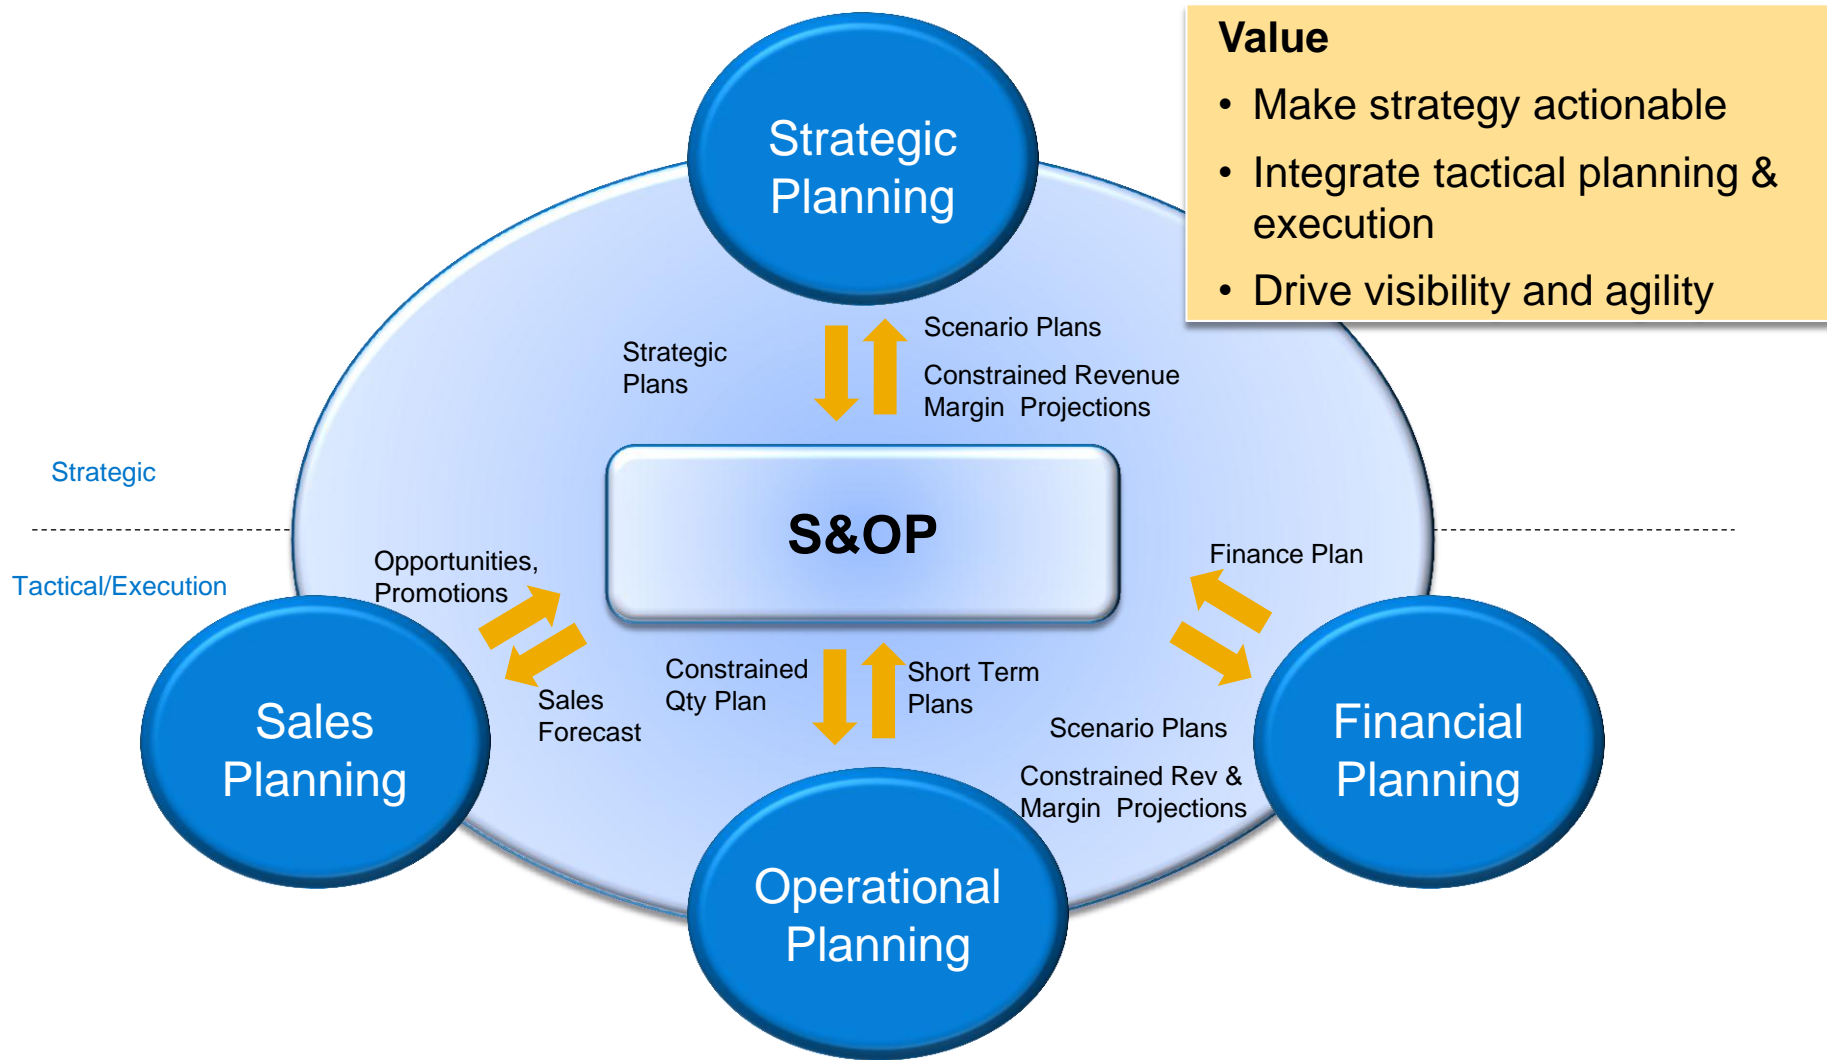 Value
• Make strategy actionable
• Integrate tactical planning &
execution
• Drive visibility and agility
Strategic
Planning
Strategic
Plans
Scenario Plans
Constrained Revenue
Margin Projections
Strategic
S&OP
Tactical/Execution
Opportunities,
Promotions
Finance Plan
Sales
Forecast
Constrained
Qty Plan
Short Term
Plans
Scenario Plans
Constrained Rev &
Margin Projections
Sales
Planning
Operational
Planning
Financial
Planning